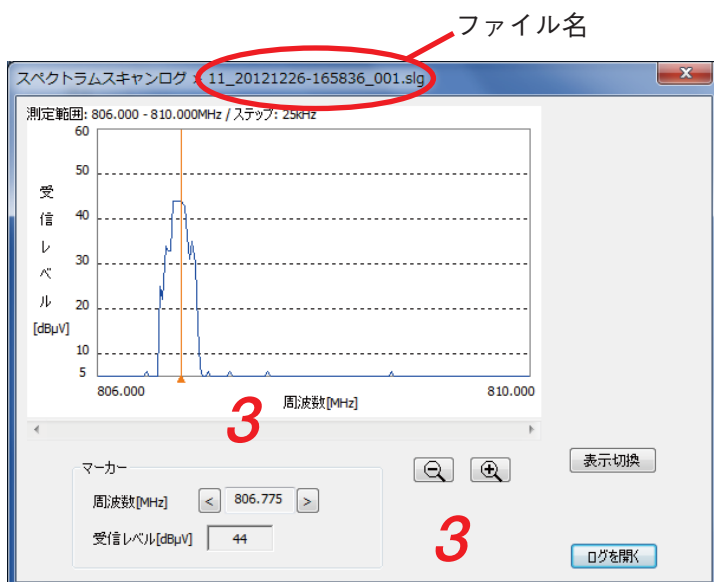 ファイル名
スペクトラムスキャンログ : 11_20121226-165836_001.slg
x
測定範囲: 806.000 - 810.000MHz / ステップ: 25kHz
60
50
40
30
20
10
5
受信レベル
[dBμV]
806.000
810.000
周波数[MHz]
3
マーカー
周波数[MHz]
< 806.775 >
受信レベル[dBμV] 44
3
表示切換
ログを開く